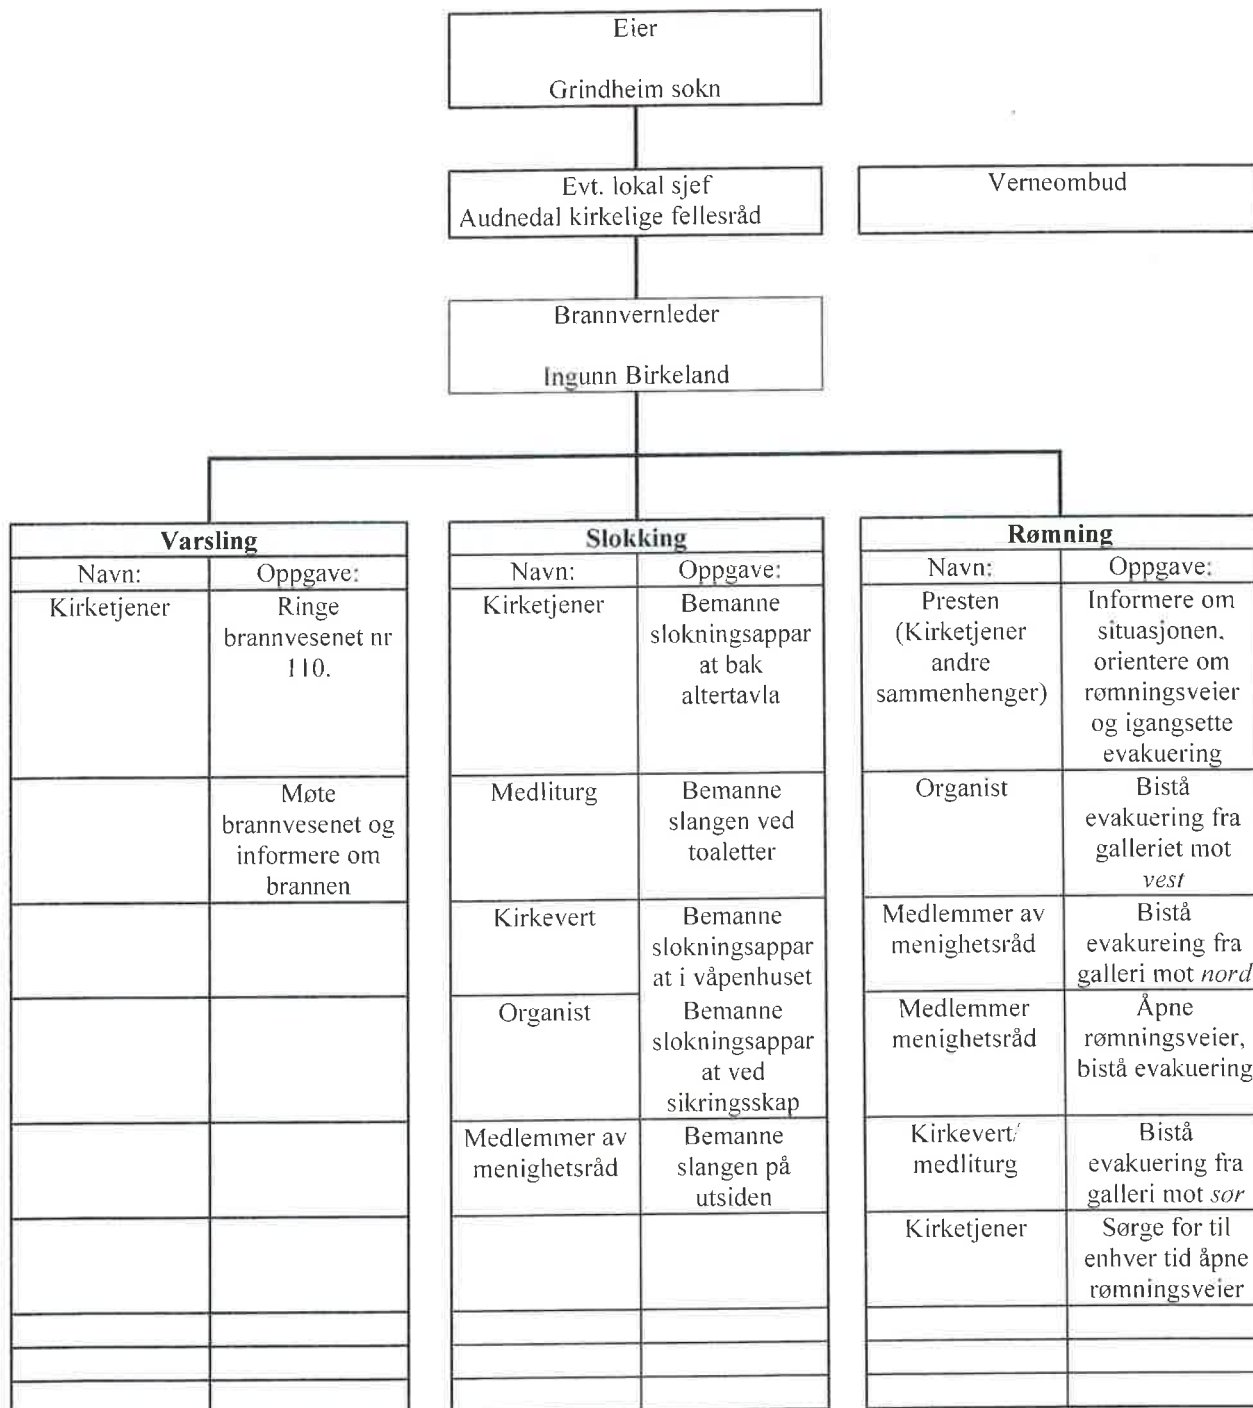 Eier
Grindheim sokn
Evt. lokal sjef
Audnedal kirkelige fellesråd
Verneombud
Brannvernleder
Ingunn Birkeland
Varsling
Navn:
Oppgave:
Kirketjener
Ringe
brannvesenet nr
110.
Møte
brannvesenet og
informere om
brannen
Slokking
Navn:
Oppgave:
Kirketjener
Bemanne
slokningsappar
at bak
altertavla
Medliturg
Bemanne
slangen ved
toaletter
Kirkevert
Bemanne
slokningsappar
at i våpenhuset
Organist
Bemanne
slokningsappar
at ved
sikringsskap
Medlemmer av
menighetsråd
Bemanne
slangen på
utsiden
Rømning
Navn:
Oppgave:
Presten
(Kirketjener
andre
sammenhenger)
Informere om
situasjonen,
orientere om
rømningsveier
og igangsette
evakuering
Organist
Bistå
evakuering fra
galleriet mot
vest
Medlemmer av
menighetsråd
Bistå
evakureing fra
galleri mot nord
Medlemmer
menighetsråd
Åpne
rømningsveier,
bistå evakuering
Kirkevert/
medliturg
Bistå
evakuering fra
galleri mot sør
Kirketjener
Sørge for til
enhver tid åpne
rømningsveier